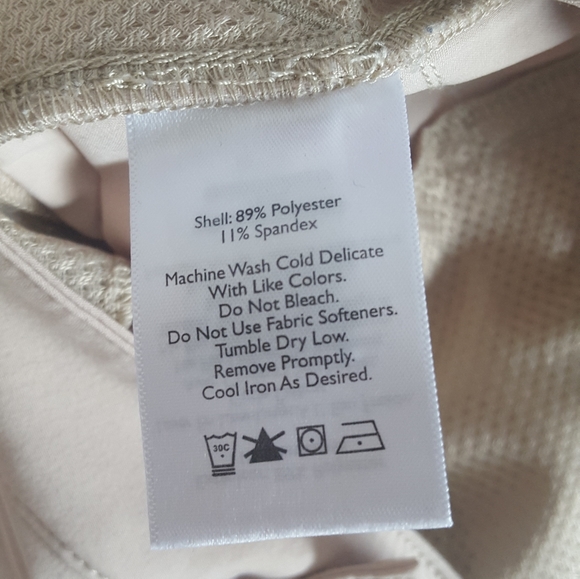 Shell: 89% Polyester
11% Spandex
Machine Wash Cold Delicate
With Like Colors.
Do Not Bleach.
Do Not Use Fabric Softeners.
Tumble Dry Low.
Remove Promptly.
Cool Iron As Desired.
30C